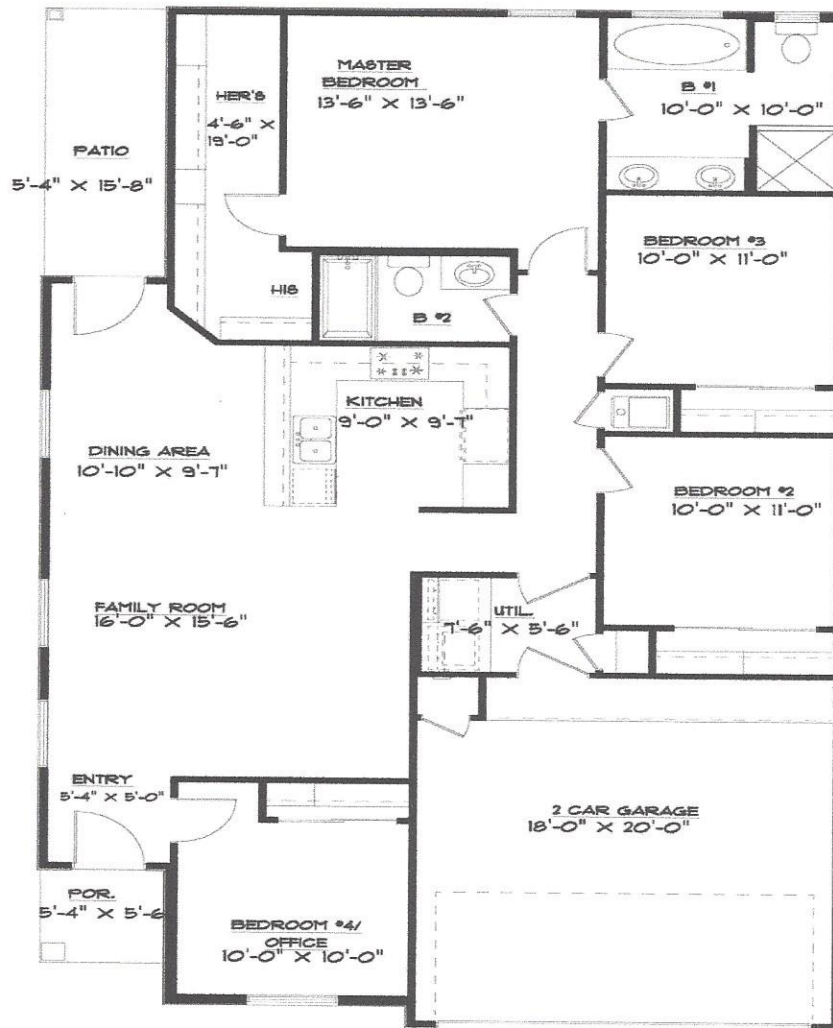 MASTER
BEDROOM
13'-6" X 13'-6"
HER'S
4'-6" X
19'-0"
B #1
10'-0" X 10'-0"
PATIO
5'-4" X 15'-8"
BEDROOM #3
10'-0" X 11'-0"
HIS
B #2
KITCHEN
9'-0" X 9'-7"
DINING AREA
10'-10" X 9'-7"
BEDROOM #2
10'-0" X 11'-0"
FAMILY ROOM
16'-0" X 15'-6"
UTIL.
7'-6" X 5'-6"
ENTRY
5'-4" X 5'-0"
2 CAR GARAGE
18'-0" X 20'-0"
POR.
5'-4" X 5'-6
BEDROOM #4/
OFFICE
10'-0" X 10'-0"